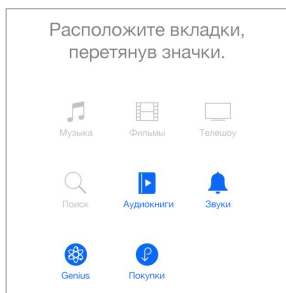 Расположите вкладки,
перетянув значки.
Музыка Фильмы Телешоу
Поиск Аудиокниги Звуки
Genius Покупки